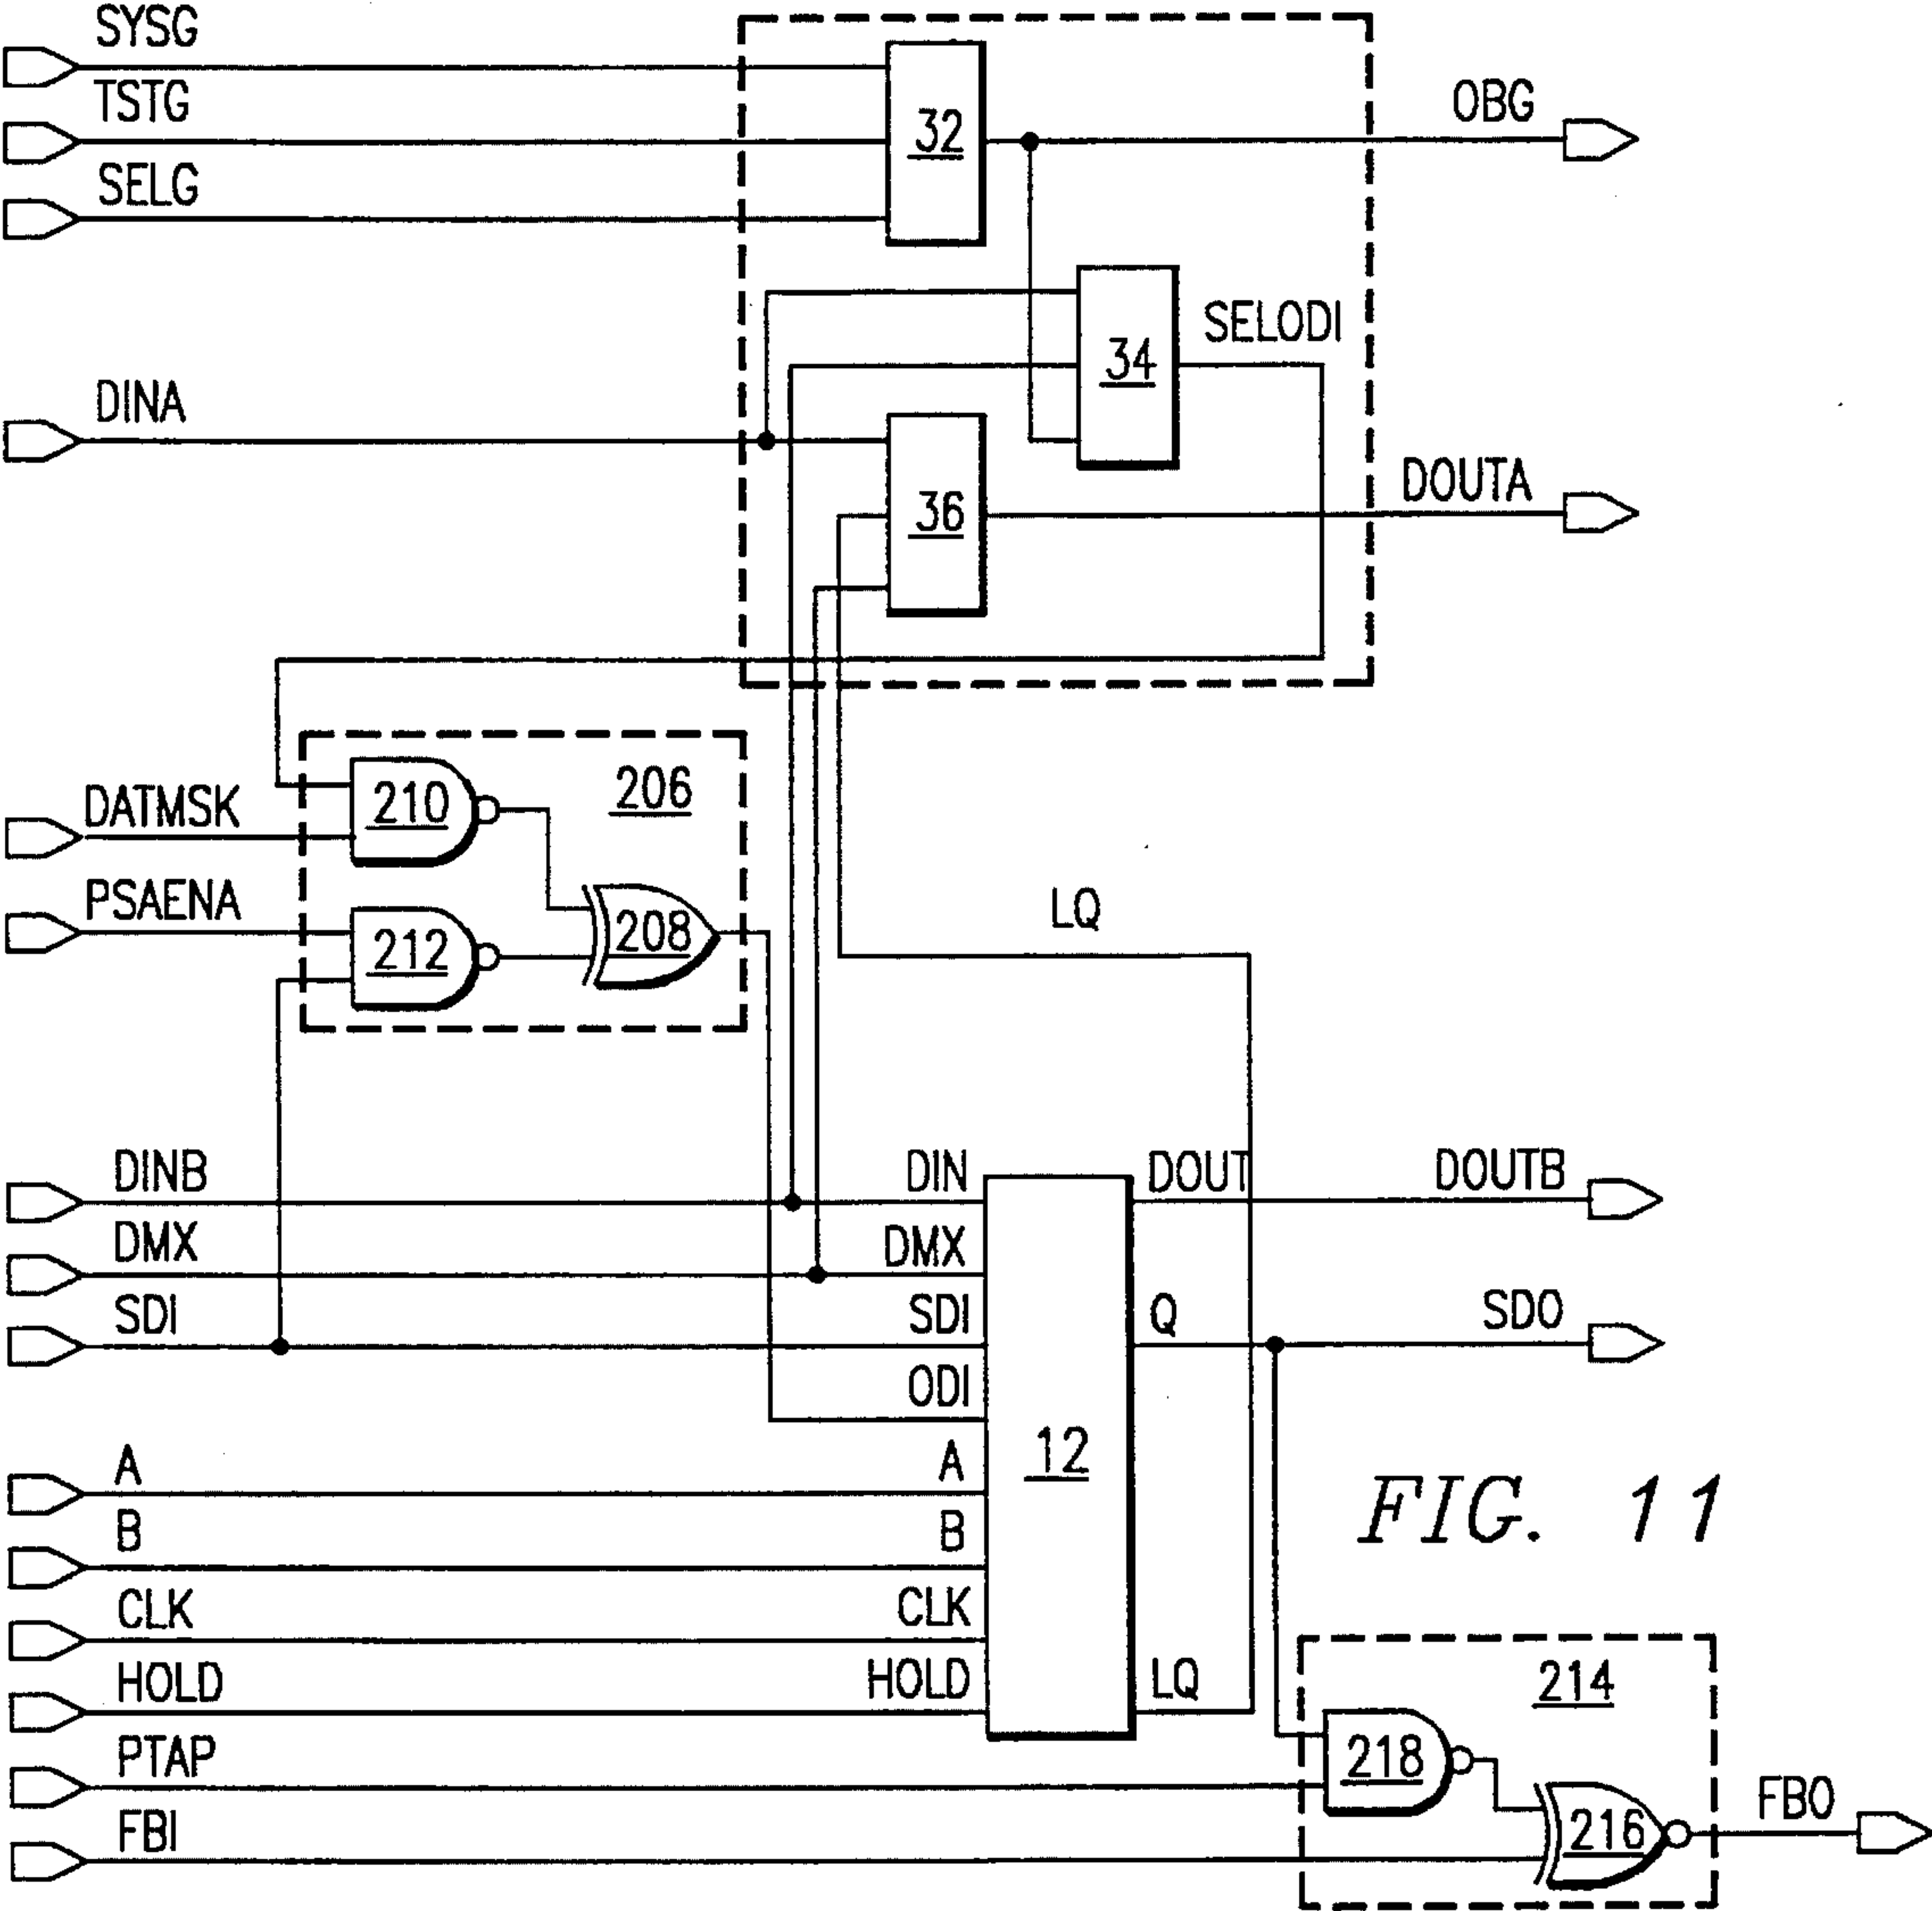 SYSG
TSTG
SELG
32
OBG
34
SELODI
DINA
36
DOUTA
DATMSK
210
206
PSAENA
212
208
LQ
DINB
DIN
DOUT
DOUTB
DMX
DMX
SDI
SDI
Q
SDO
ODI
12
A
A
FIG. 11
B
B
CLK
CLK
HOLD
HOLD
LQ
214
PTAP
218
FBI
216
FBO